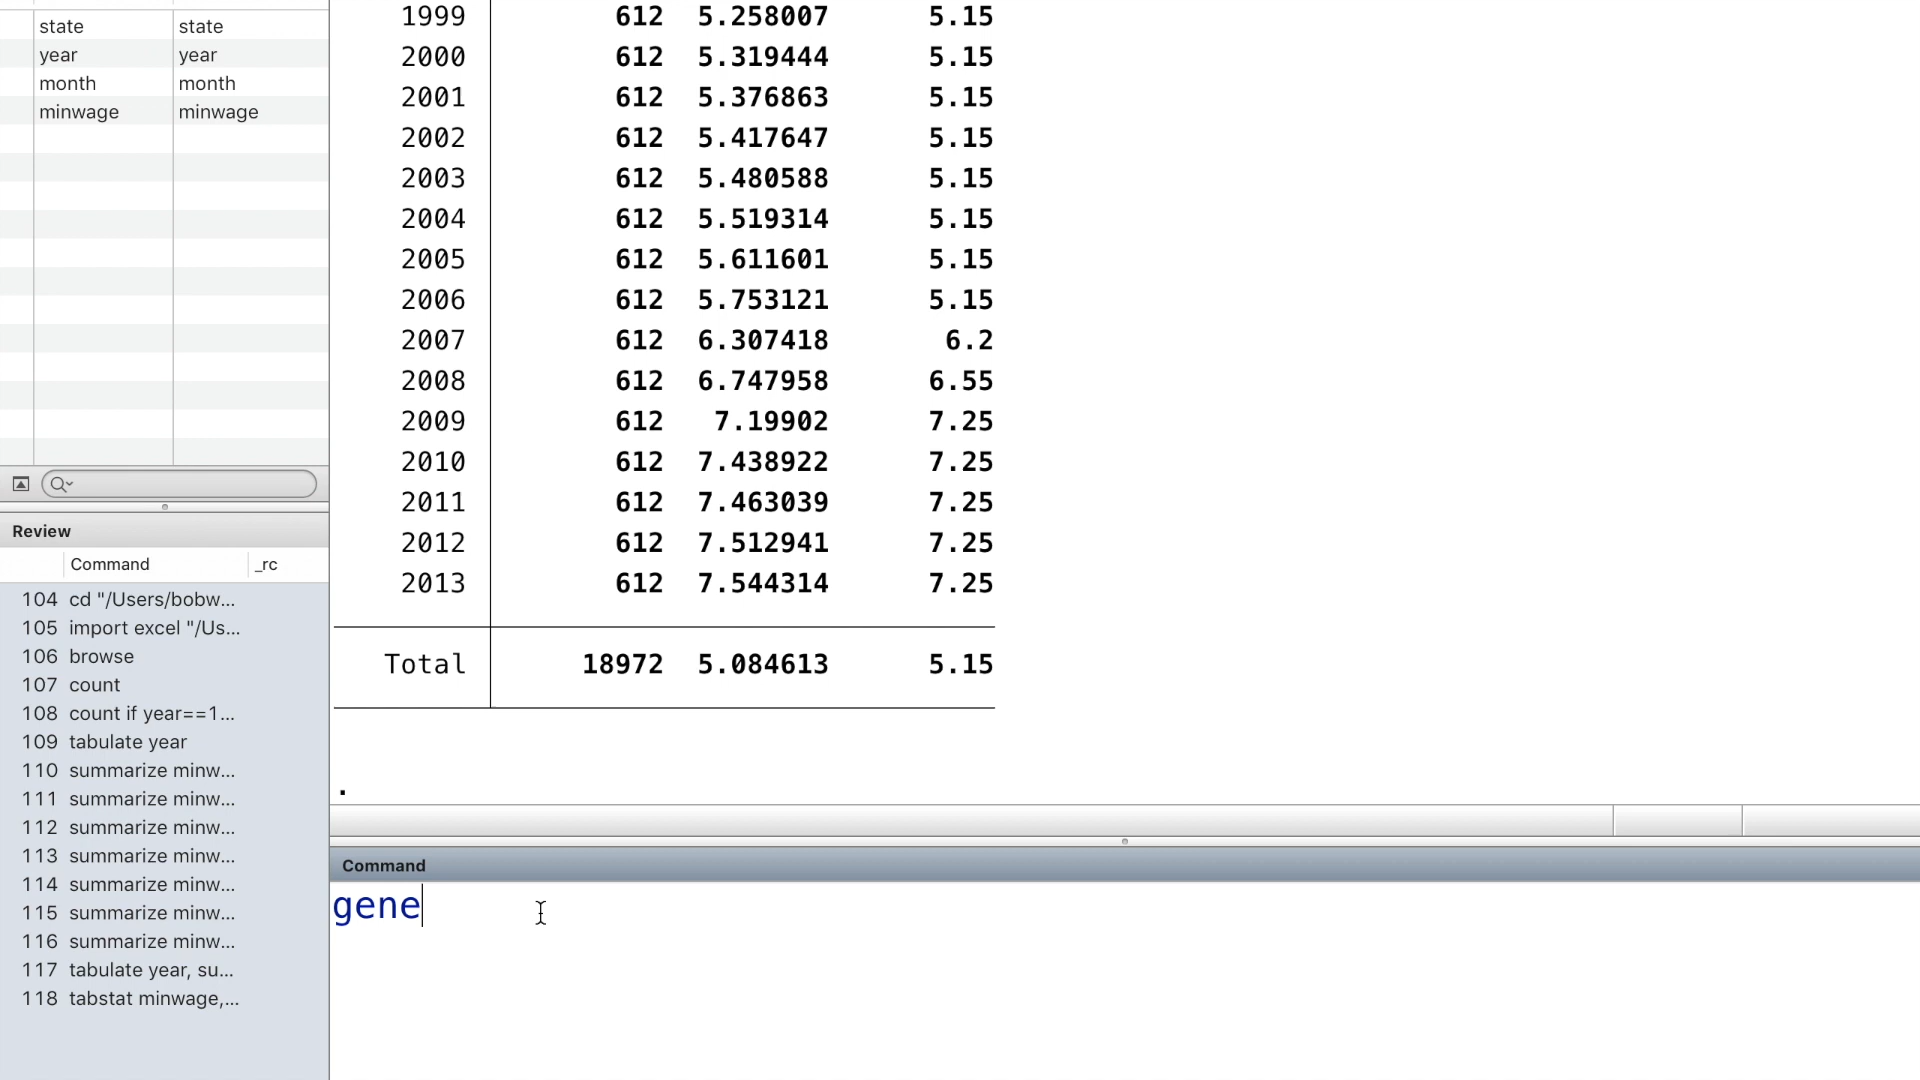 state state
year year
month month
minwage minwage
1999 612 5.258007 5.15
2000 612 5.319444 5.15
2001 612 5.376863 5.15
2002 612 5.417647 5.15
2003 612 5.480588 5.15
2004 612 5.519314 5.15
2005 612 5.611601 5.15
2006 612 5.753121 5.15
2007 612 6.307418 6.2
2008 612 6.747958 6.55
2009 612 7.19902 7.25
2010 612 7.438922 7.25
2011 612 7.463039 7.25
2012 612 7.512941 7.25
2013 612 7.544314 7.25
Total 18972 5.084613 5.15
.
Review
Command _rc
104 cd "/Users/bobw...
105 import excel "/Us...
106 browse
107 count
108 count if year==1...
109 tabulate year
110 summarize minw...
111 summarize minw...
112 summarize minw...
113 summarize minw...
114 summarize minw...
115 summarize minw...
116 summarize minw...
117 tabulate year, su...
118 tabstat minwage,...
Command
gene